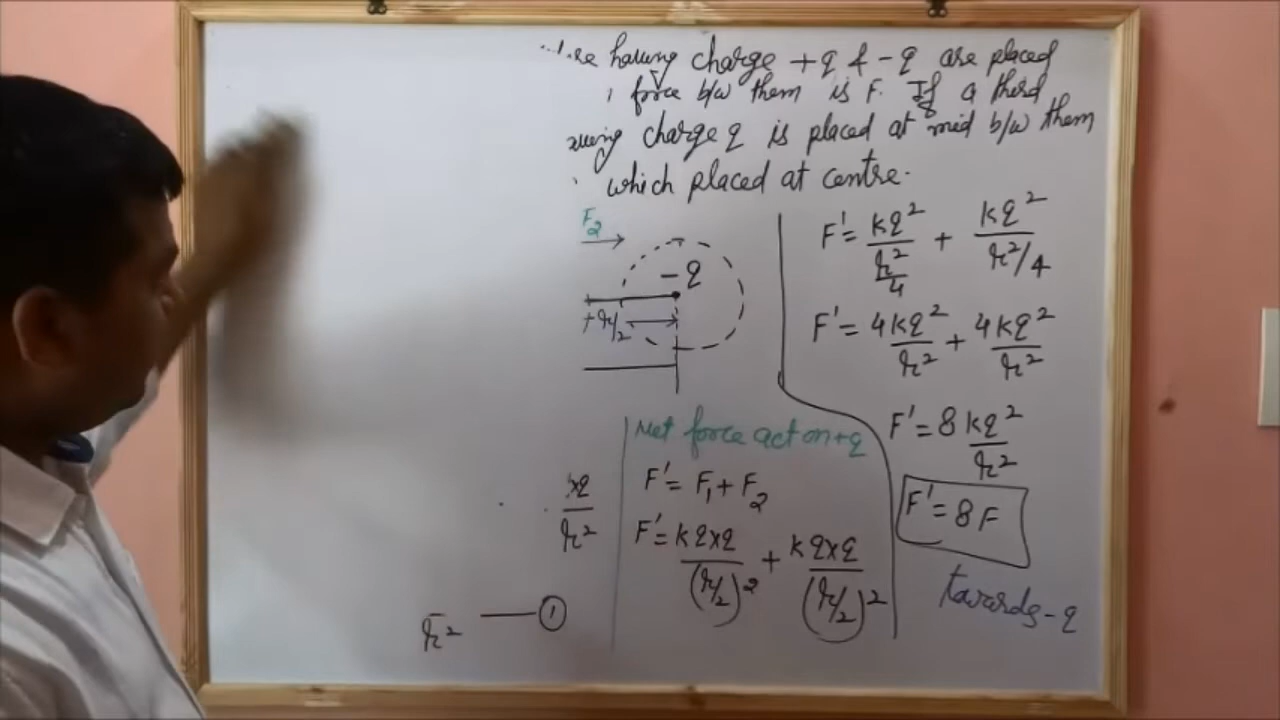 having charge +q & -q are placed
force b/w them is F. If a third
charge q is placed at mid b/w them
which placed at centre.
F₂
-q
r/2
×q
r²
r² —— ①
Net force act on +q
F' = F₁ + F₂
F' = kq×q/(r/2)² + kq×q/(r/2)²
F' = kq²/(r²/4) + kq²/(r²/4)
F' = 4kq²/r² + 4kq²/r²
F' = 8kq²/r²
F' = 8F
towards -q